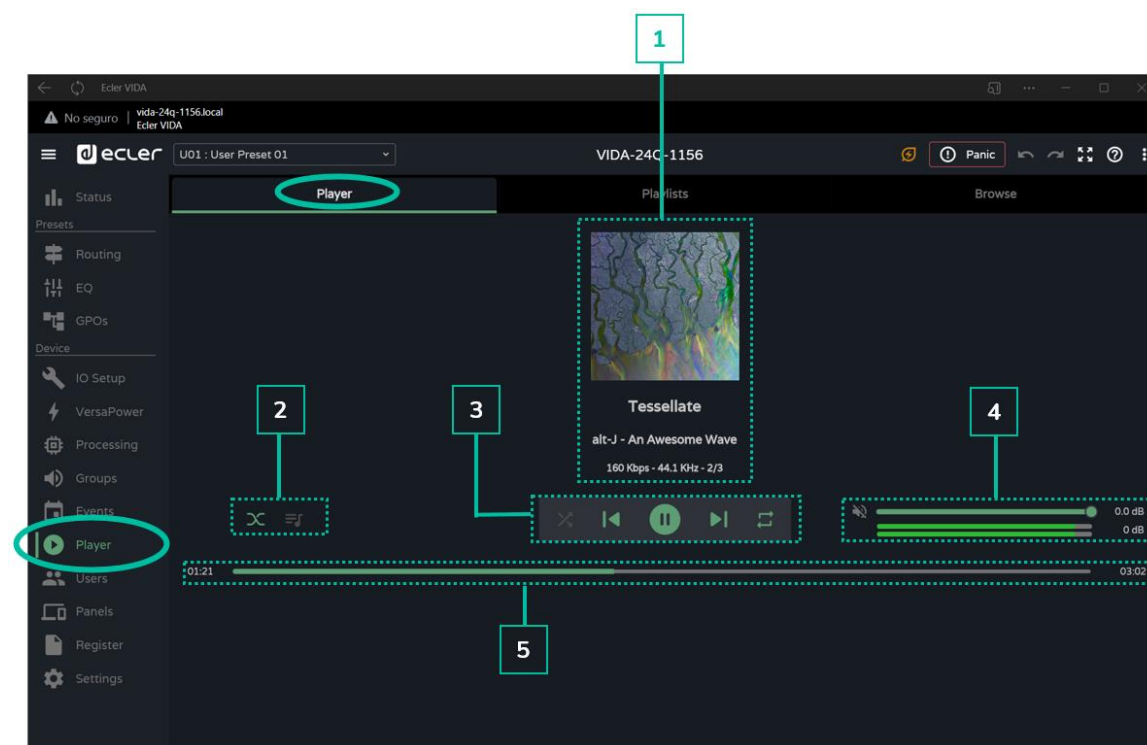 1
Ecler VIDA
No seguro | vida-24q-1156.local
Ecler VIDA
ecler
U01 : User Preset 01
VIDA-24Q-1156
Panic
Status
Player
Playlists
Browse
Presets
Routing
EQ
GPOs
Device
IO Setup
VersaPower
Processing
Groups
Events
Player
Users
Panels
Register
Settings
Tessellate
alt-J - An Awesome Wave
160 Kbps - 44.1 KHz - 2/3
2
3
4
0.0 dB
0 dB
01:21
03:02
5